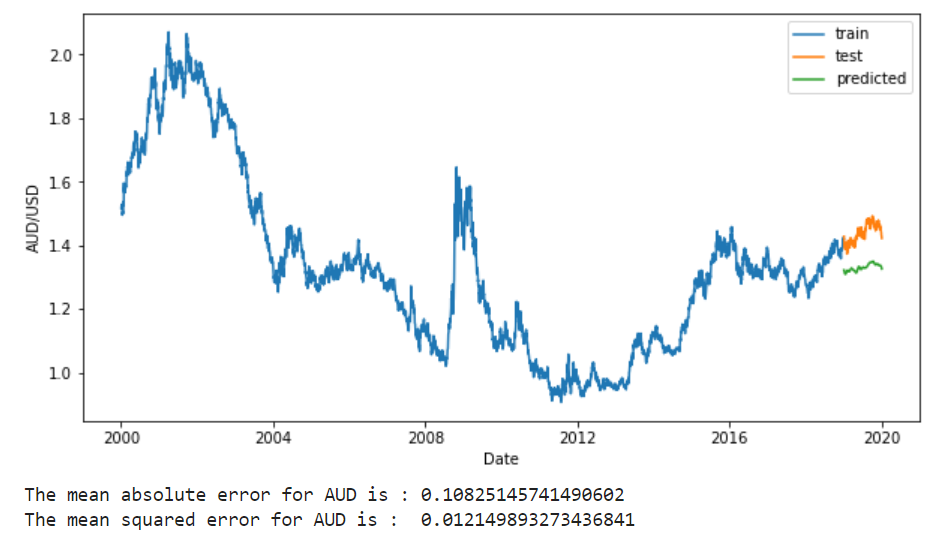 train
test
predicted
2.0
1.8
1.6
1.4
1.2
1.0
AUD/USD
2000 2004 2008 2012 2016 2020
Date
The mean absolute error for AUD is : 0.10825145741490602
The mean squared error for AUD is :  0.012149893273436841